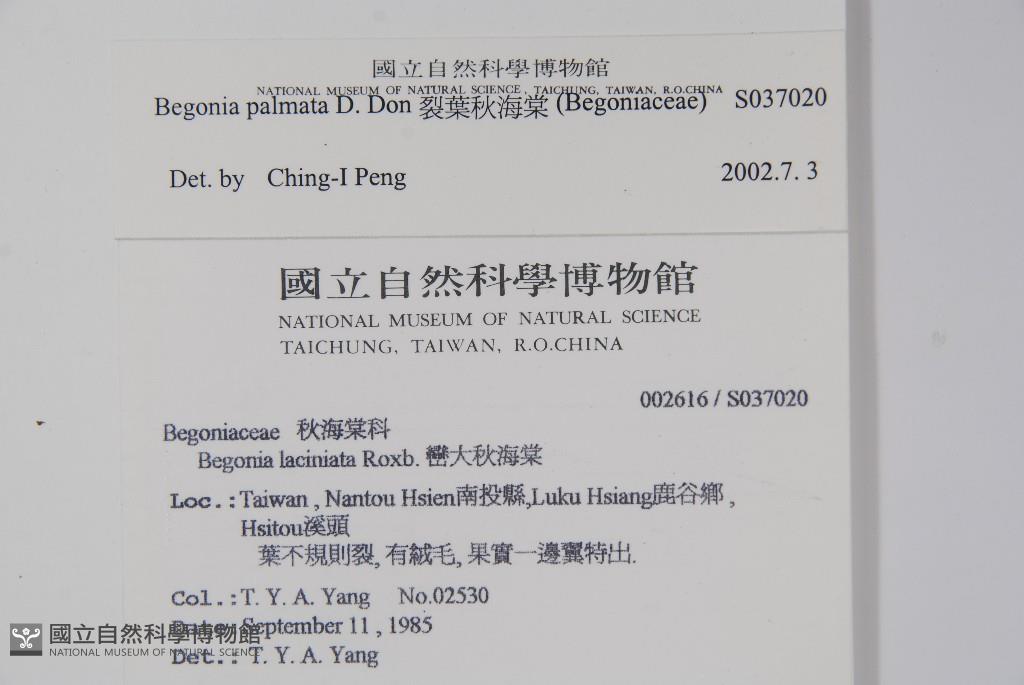 國立自然科學博物館
NATIONAL MUSEUM OF NATURAL SCIENCE, TAICHUNG, TAIWAN, R.O.CHINA
Begonia palmata D. Don 裂葉秋海棠 (Begoniaceae) S037020
Det. by Ching-I Peng 2002.7. 3
國立自然科學博物館
NATIONAL MUSEUM OF NATURAL SCIENCE
TAICHUNG, TAIWAN, R.O.CHINA
002616 / S037020
Begoniaceae 秋海棠科
Begonia laciniata Roxb. 巒大秋海棠
Loc.: Taiwan , Nantou Hsien南投縣,Luku Hsiang鹿谷鄉 ,
Hsitou溪頭
葉不規則裂, 有絨毛, 果實一邊翼特出.
Col.: T. Y. A. Yang No.02530
Date: September 11 , 1985
Det.: T. Y. A. Yang
國立自然科學博物館
NATIONAL MUSEUM OF NATURAL SCIENCE